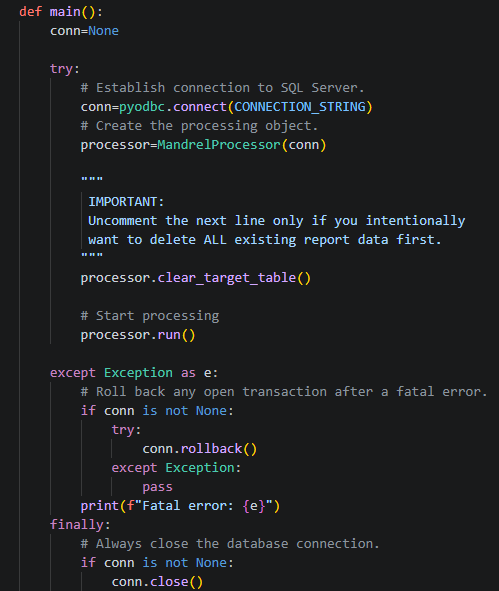 def main():
    conn=None

    try:
        # Establish connection to SQL Server.
        conn=pyodbc.connect(CONNECTION_STRING)
        # Create the processing object.
        processor=MandrelProcessor(conn)

        """
         IMPORTANT:
         Uncomment the next line only if you intentionally
         want to delete ALL existing report data first.
        """
        processor.clear_target_table()

        # Start processing
        processor.run()

    except Exception as e:
        # Roll back any open transaction after a fatal error.
        if conn is not None:
            try:
                conn.rollback()
            except Exception:
                pass
        print(f"Fatal error: {e}")
    finally:
        # Always close the database connection.
        if conn is not None:
            conn.close()